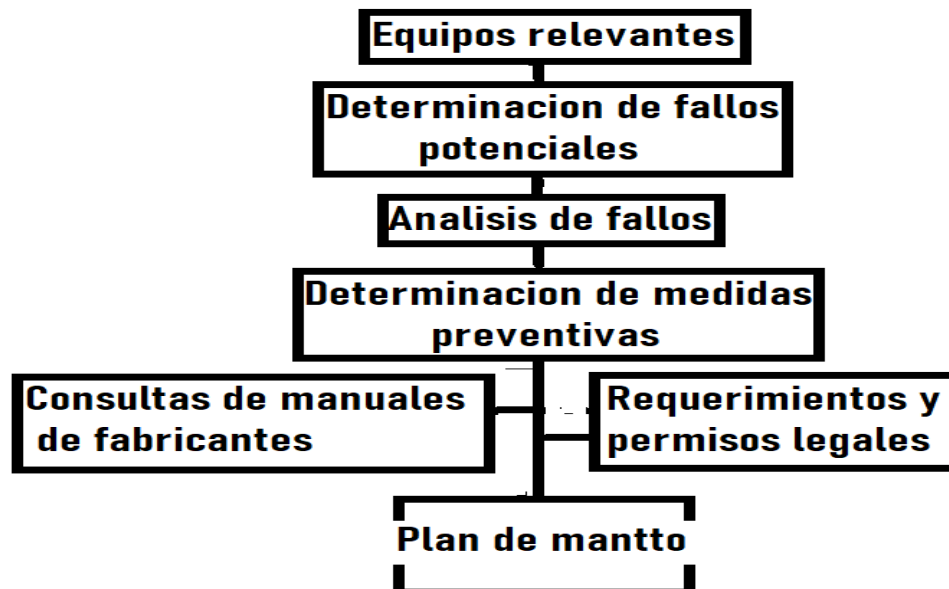 Equipos relevantes
Determinacion de fallos
potenciales
Analisis de fallos
Determinacion de medidas
preventivas
Consultas de manuales
de fabricantes
Requerimientos y
permisos legales
Plan de mantto